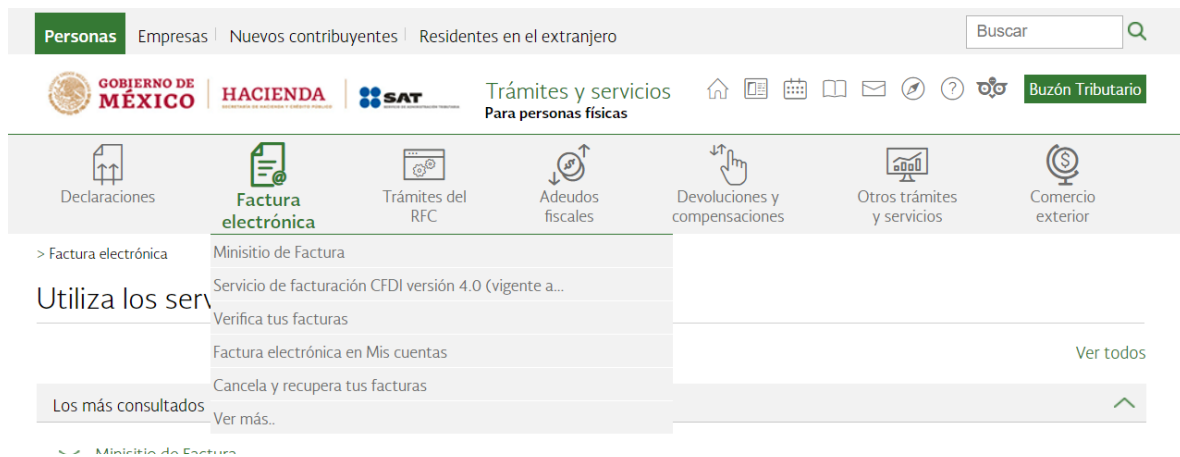 Personas Empresas Nuevos contribuyentes Residentes en el extranjero Buscar
GOBIERNO DE
MÉXICO
HACIENDA
SAT
Trámites y servicios
Para personas físicas
Buzón Tributario
Declaraciones
Factura
electrónica
Trámites del
RFC
Adeudos
fiscales
Devoluciones y
compensaciones
Otros trámites
y servicios
Comercio
exterior
> Factura electrónica
Minisitio de Factura
Servicio de facturación CFDI versión 4.0 (vigente a...
Verifica tus facturas
Factura electrónica en Mis cuentas
Cancela y recupera tus facturas
Ver más..
Utiliza los serv
Ver todos
Los más consultados
Minisitio de Factura